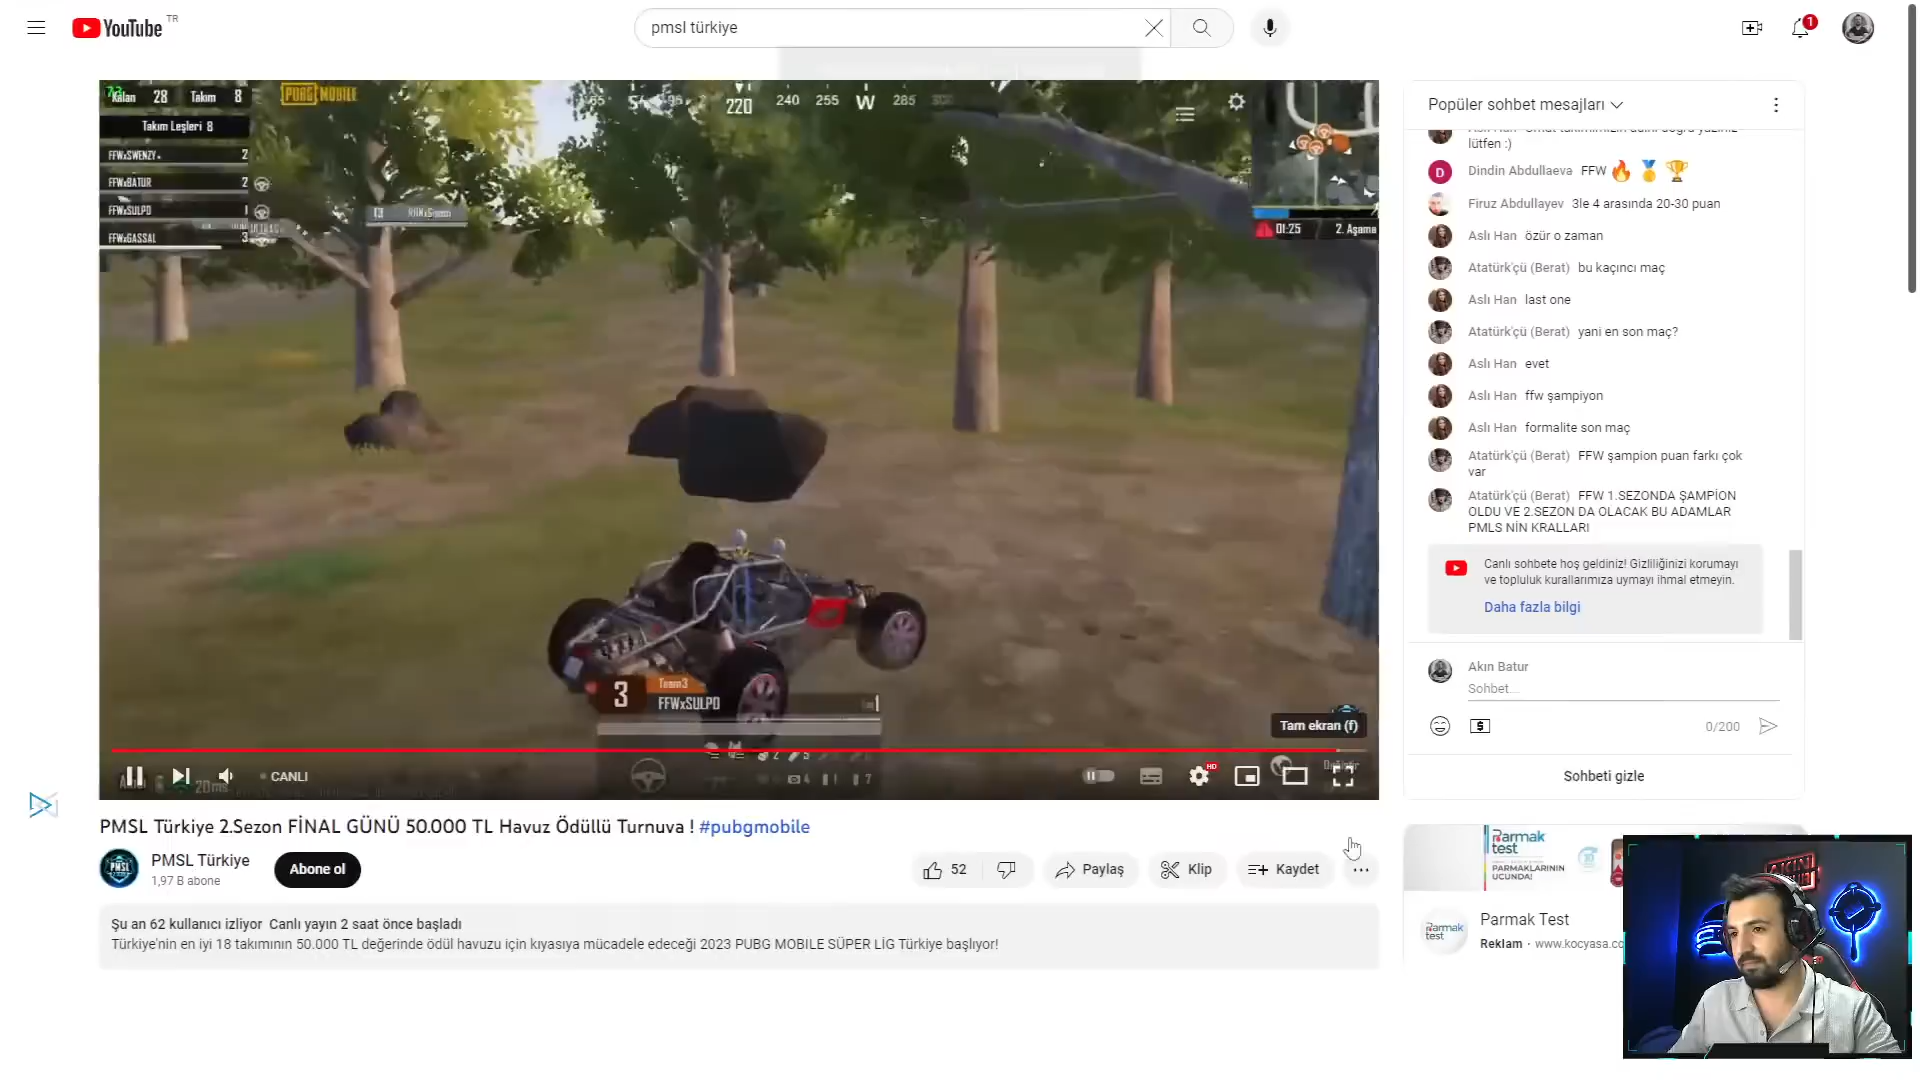 YouTube TR
pmsl türkiye
1
Kalan 28 Takım 8
PUBG MOBILE
Takım Leşleri 8
FFWxSWENZY 2
FFWxBATUR 2
FFWxSULPD 1
FFWxGASSAL 3
220 240 255 W 285
01:25 2. Aşama
3 Team3
FFWxSULPD
Tam ekran (f)
CANLI
20ms
HD
PMSL Türkiye 2.Sezon FİNAL GÜNÜ 50.000 TL Havuz Ödüllü Turnuva ! #pubgmobile
PMSL Türkiye
1,97 B abone
Abone ol
52
Paylaş
Klip
Kaydet
Şu an 62 kullanıcı izliyor Canlı yayın 2 saat önce başladı
Türkiye'nin en iyi 18 takımının 50.000 TL değerinde ödül havuzu için kıyasıya mücadele edeceği 2023 PUBG MOBILE SÜPER LİG Türkiye başlıyor!
Popüler sohbet mesajları
lütfen :)
D Dindin Abdullaeva FFW 🔥 🥇 🏆
Firuz Abdullayev 3le 4 arasında 20-30 puan
Aslı Han özür o zaman
Atatürk'çü (Berat) bu kaçıncı maç
Aslı Han last one
Atatürk'çü (Berat) yani en son maç?
Aslı Han evet
Aslı Han ffw şampiyon
Aslı Han formalite son maç
Atatürk'çü (Berat) FFW şampion puan farkı çok
var
Atatürk'çü (Berat) FFW 1.SEZONDA ŞAMPİON
OLDU VE 2.SEZON DA OLACAK BU ADAMLAR
PMLS NİN KRALLARI
Canlı sohbete hoş geldiniz! Gizliliğinizi korumayı
ve topluluk kurallarımıza uymayı ihmal etmeyin.
Daha fazla bilgi
Akın Batur
Sohbet...
0/200
Sohbeti gizle
Parmak
test
PARMAKLARININ
UCUNDA!
Parmak test
Parmak Test
Reklam · www.kocyasa.co
AKIN